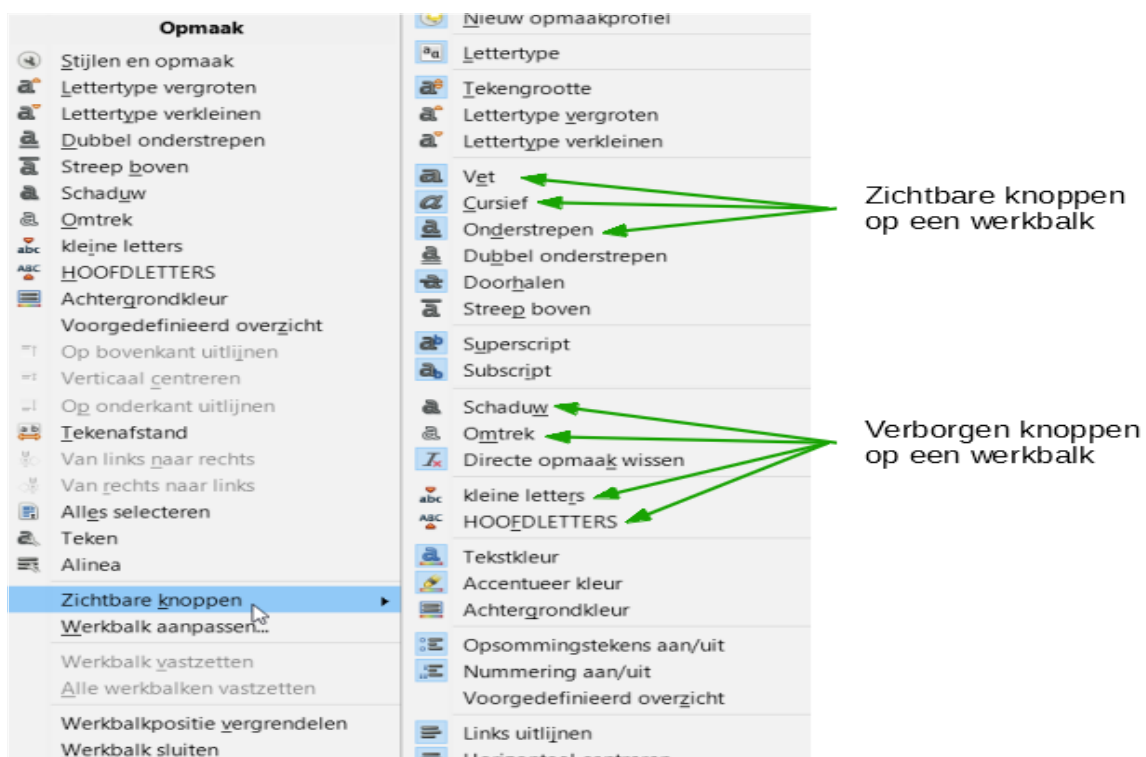 Opmaak
Stijlen en opmaak
Lettertype vergroten
Lettertype verkleinen
Dubbel onderstrepen
Streep boven
Schaduw
Omtrek
kleine letters
HOOFDLETTERS
Achtergrondkleur
Voorgedefinieerd overzicht
Op bovenkant uitlijnen
Verticaal centreren
Op onderkant uitlijnen
Tekenafstand
Van links naar rechts
Van rechts naar links
Alles selecteren
Teken
Alinea
Zichtbare knoppen
Werkbalk aanpassen...
Werkbalk vastzetten
Alle werkbalken vastzetten
Werkbalkpositie vergrendelen
Werkbalk sluiten
Nieuw opmaakprofiel
Lettertype
Tekengrootte
Lettertype vergroten
Lettertype verkleinen
Vet
Cursief
Onderstrepen
Dubbel onderstrepen
Doorhalen
Streep boven
Superscript
Subscript
Schaduw
Omtrek
Directe opmaak wissen
kleine letters
HOOFDLETTERS
Tekstkleur
Accentueer kleur
Achtergrondkleur
Opsommingstekens aan/uit
Nummering aan/uit
Voorgedefinieerd overzicht
Links uitlijnen
Horizontaal centreren
Zichtbare knoppen
op een werkbalk
Verborgen knoppen
op een werkbalk